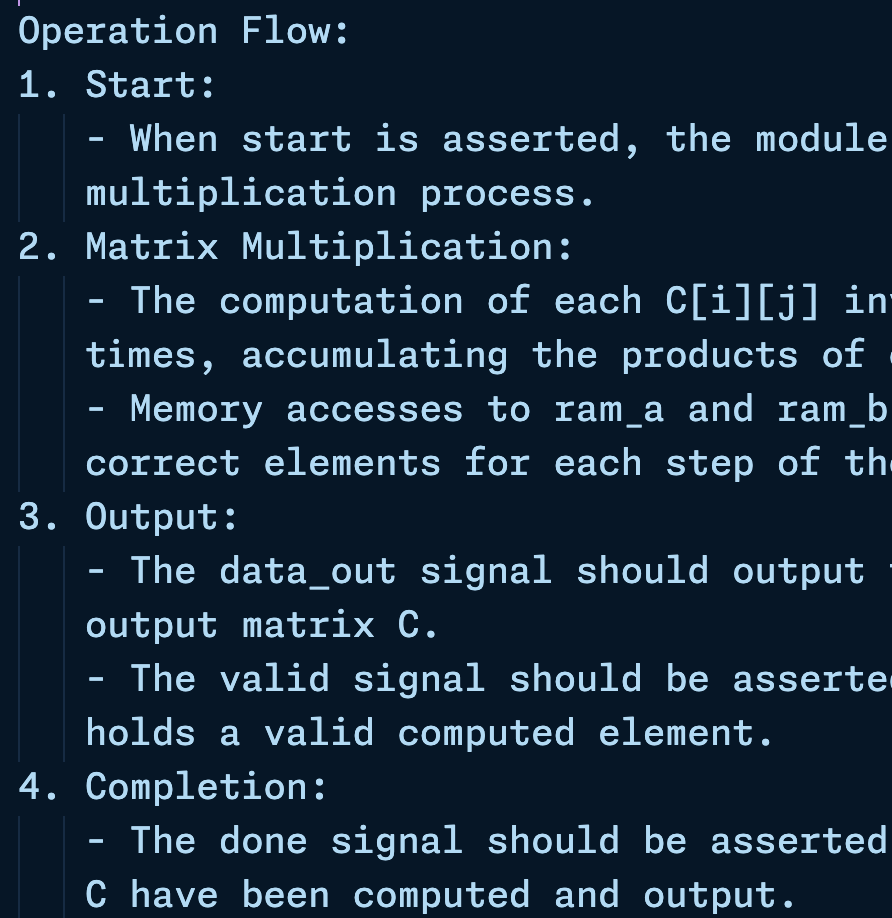 Operation Flow:
1. Start:
- When start is asserted, the module
multiplication process.
2. Matrix Multiplication:
- The computation of each C[i][j]
times, accumulating the products of
- Memory accesses to ram_a and ram_b
correct elements for each step of
3. Output:
- The data_out signal should output
output matrix C.
- The valid signal should be
holds a valid computed element.
4. Completion:
- The done signal should be asserted
C have been computed and output.